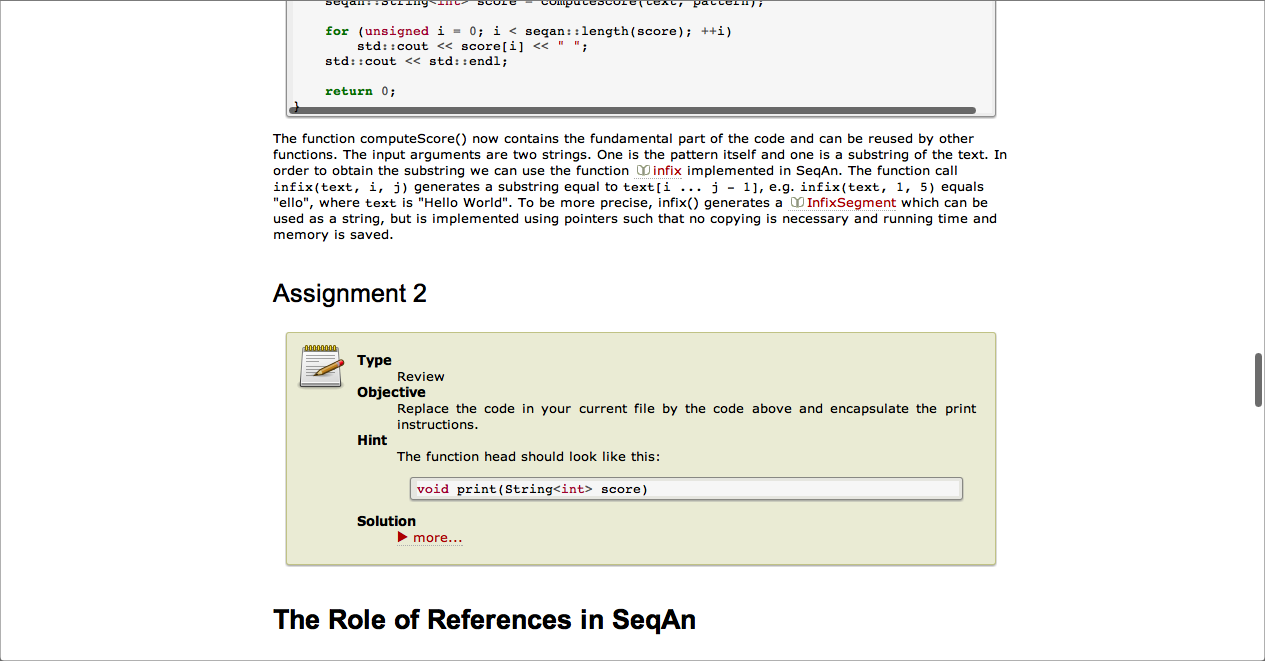 seqan::String<int> score = computeScore(text, pattern);
for (unsigned i = 0; i < seqan::length(score); ++i)
std::cout << score[i] << " ";
std::cout << std::endl;
return 0;
}
The function computeScore() now contains the fundamental part of the code and can be reused by other
functions. The input arguments are two strings. One is the pattern itself and one is a substring of the text. In
order to obtain the substring we can use the function infix implemented in SeqAn. The function call
infix(text, i, j) generates a substring equal to text[i ... j - 1], e.g. infix(text, 1, 5) equals
"ello", where text is "Hello World". To be more precise, infix() generates a InfixSegment which can be
used as a string, but is implemented using pointers such that no copying is necessary and running time and
memory is saved.
Assignment 2
Type
Review
Objective
Replace the code in your current file by the code above and encapsulate the print
instructions.
Hint
The function head should look like this:
void print(String<int> score)
Solution
more...
The Role of References in SeqAn